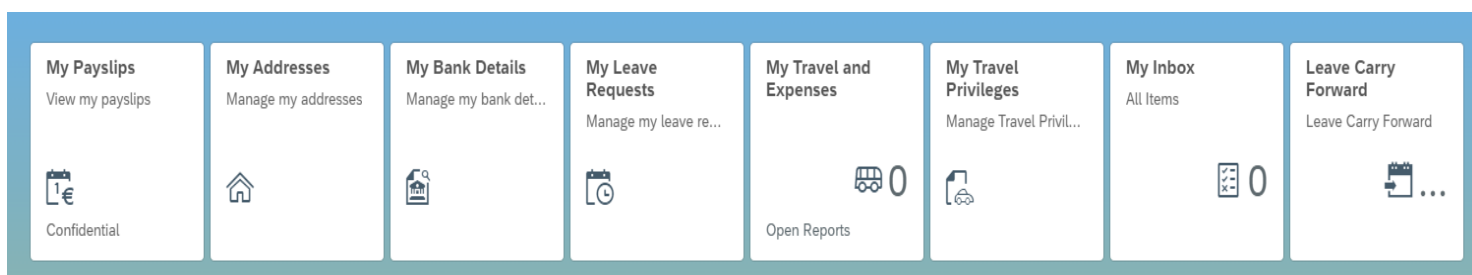 My Payslips
View my payslips
1 €
Confidential
My Addresses
Manage my addresses
My Bank Details
Manage my bank det...
My Leave
Requests
Manage my leave re...
My Travel and
Expenses
0
Open Reports
My Travel
Privileges
Manage Travel Privil...
My Inbox
All Items
0
Leave Carry
Forward
Leave Carry Forward
...